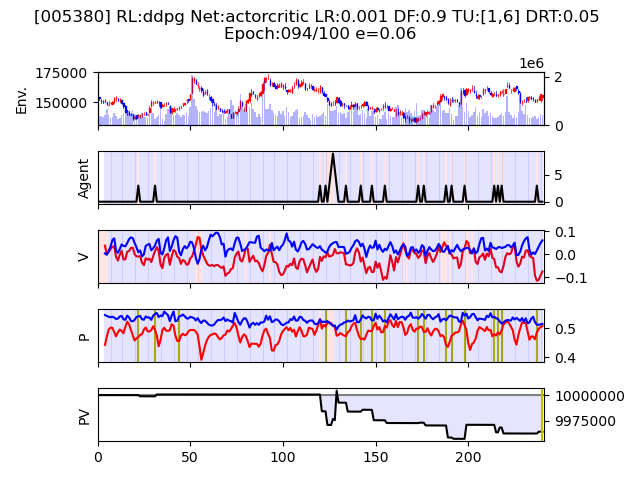 [005380] RL:ddpg Net:actorcritic LR:0.001 DF:0.9 TU:[1,6] DRT:0.05
Epoch:094/100 e=0.06
1e6
Env.
175000
150000
2
0
Agent
5
0
V
0.1
0.0
−0.1
P
0.5
0.4
PV
10000000
9975000
0
50
100
150
200